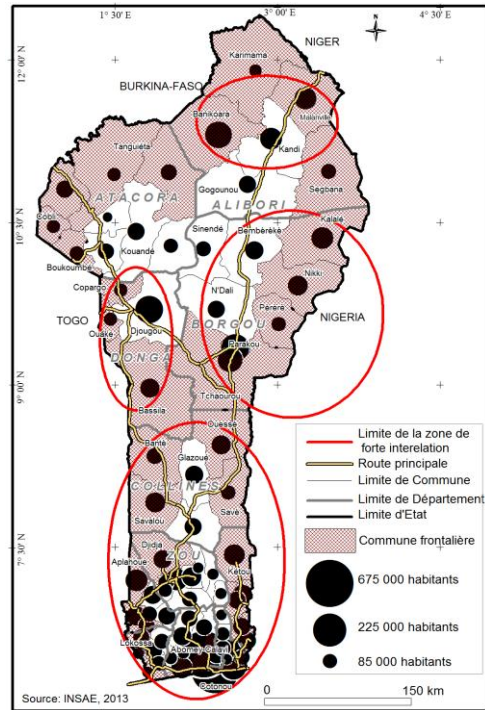 1° 30' E
3° 00' E
4° 30' E
12° 00' N
10° 30' N
9° 00' N
7° 30' N
N
NIGER
Karimama
BURKINA-FASO
Malanville
Banikoara
Kandi
Tanguiéta
Ségbana
Gogounou
ATACORA
ALIBORI
Kalalé
Cobli
Sinendé
Bembèrèkè
Kouandé
Boukoumbé
Nikki
Copargo
N'Dali
Pèrèrè
TOGO
Ouaké
Djougou
BORGOU
NIGERIA
Parakou
DONGA
Tchaourou
Bassila
Ouèssè
Bantè
Glazoué
COLLINES
Savalou
Savè
Djidja
ZOU
Aplahoué
Kétou
Lokossa
Abomey-Calavi
Cotonou
Limite de la zone de
forte interelation
Route principale
Limite de Commune
Limite de Département
Limite d'Etat
Commune frontalière
675 000 habitants
225 000 habitants
85 000 habitants
Source: INSAE, 2013
0 150 km